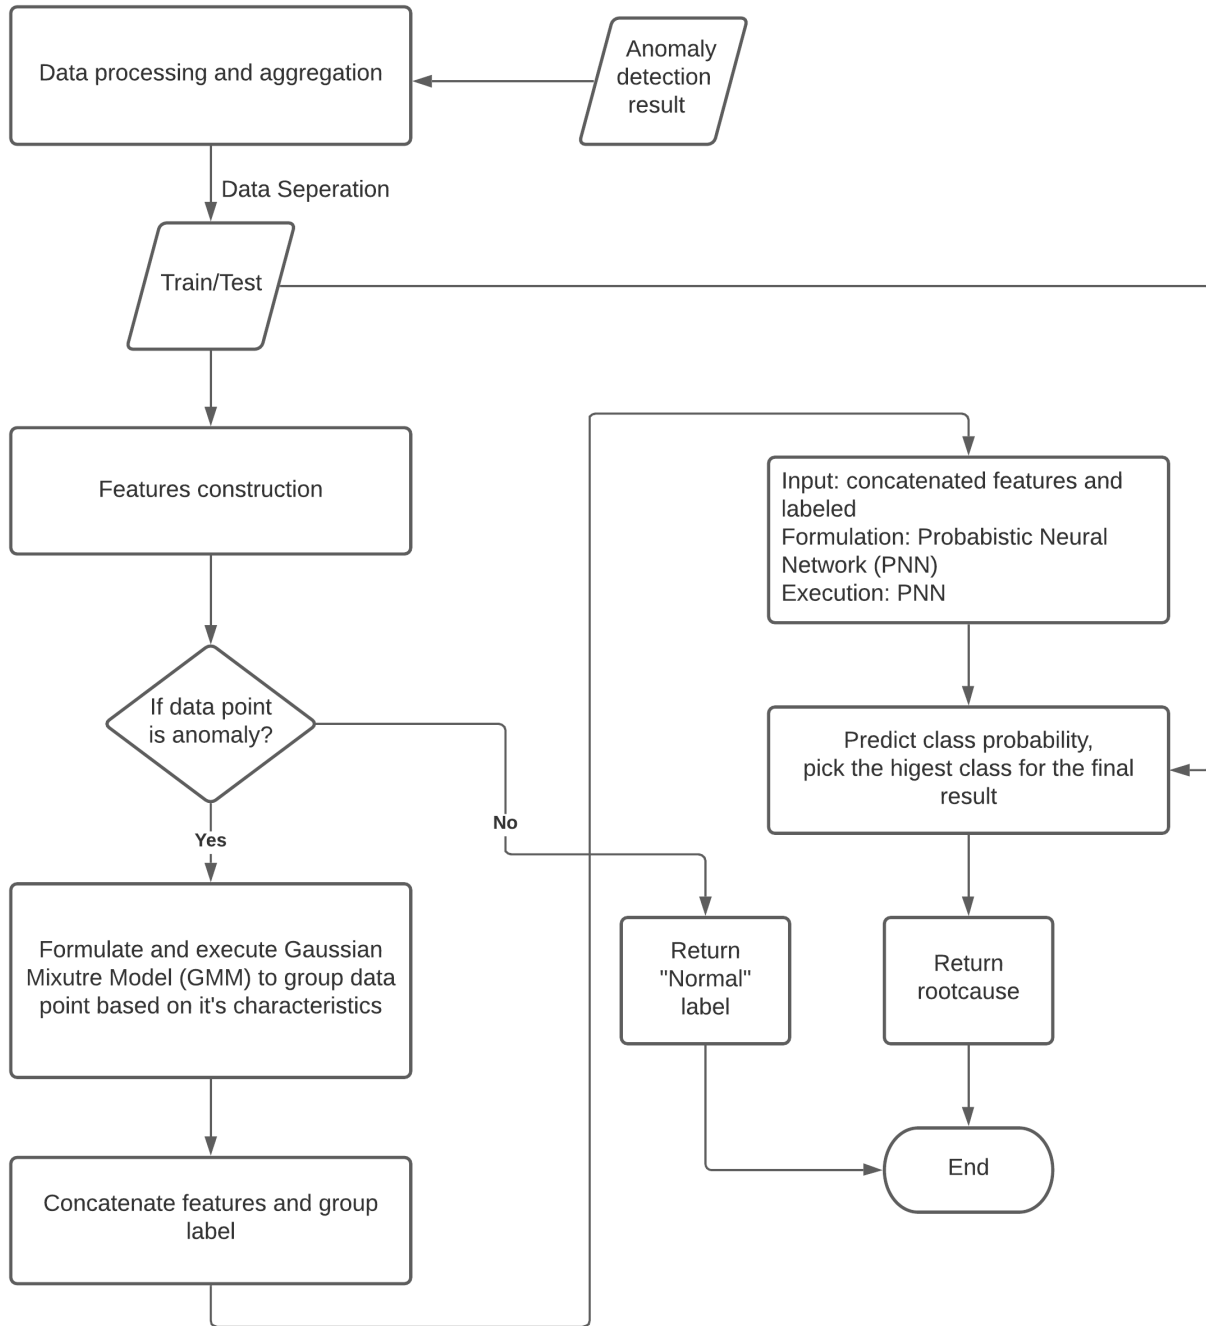 Data processing and aggregation
Anomaly
detection
result
Data Seperation
Train/Test
Features construction
If data point
is anomaly?
Yes
No
Formulate and execute Gaussian
Mixutre Model (GMM) to group data
point based on it's characteristics
Concatenate features and group
label
Input: concatenated features and
labeled
Formulation: Probabistic Neural
Network (PNN)
Execution: PNN
Predict class probability,
pick the higest class for the final
result
Return
"Normal"
label
Return
rootcause
End